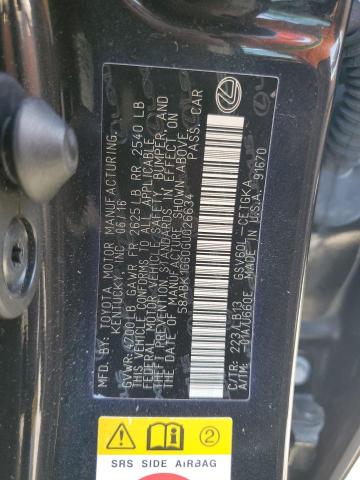 MFD. BY: TOYOTA MOTOR MANUFACTURING,
KENTUCKY, INC. 06/16
GVWR 4700 LB GAWR FR 2625 LB RR 2540 LB
THIS VEHICLE CONFORMS TO ALL APPLICABLE
FEDERAL MOTOR VEHICLE SAFETY, BUMPER, AND
THEFT PREVENTION STANDARDS IN EFFECT ON
THE DATE OF MANUFACTURE SHOWN ABOVE.
58ABK1GG0GU026634 PASS. CAR
C/TR: 223/LB13 GSV60L-CETGKA
A/TM: -01A/U660E MADE IN U.S.A. 91670
2
SRS SIDE AIRBAG